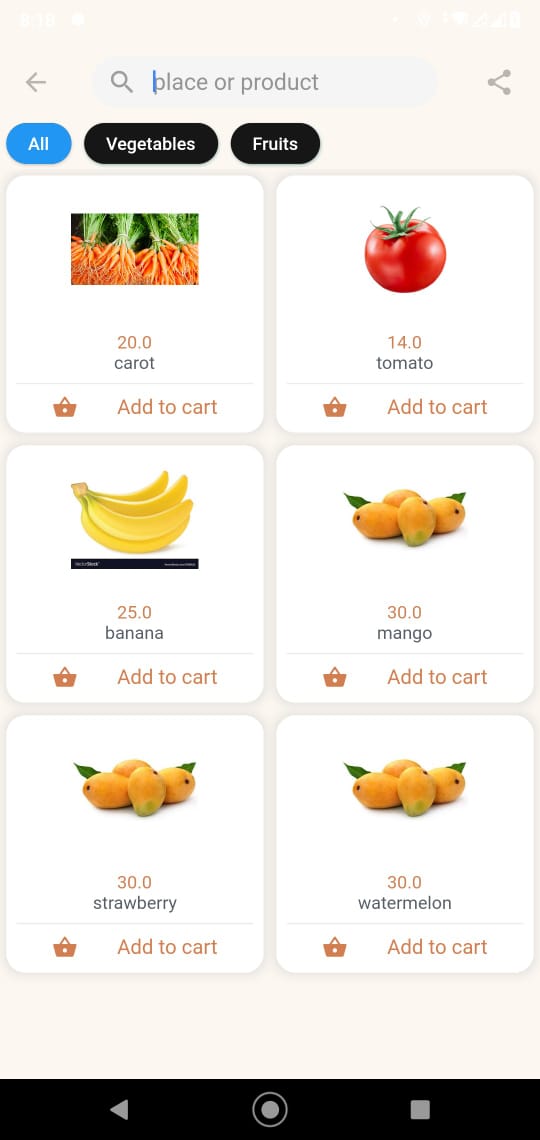 8:18
place or product
All
Vegetables
Fruits
20.0
carot
Add to cart
14.0
tomato
Add to cart
25.0
banana
Add to cart
30.0
mango
Add to cart
30.0
strawberry
Add to cart
30.0
watermelon
Add to cart